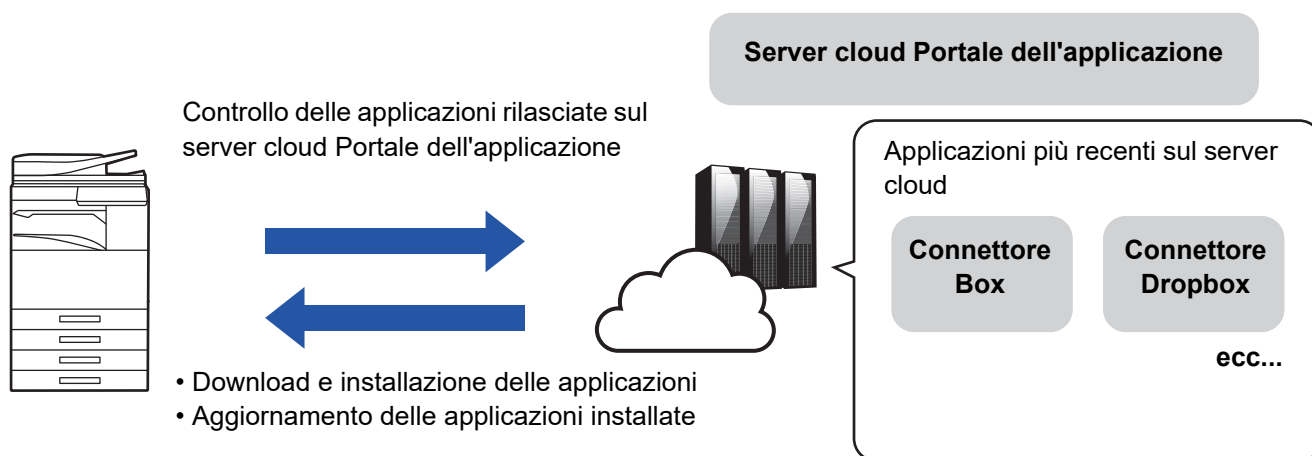 Server cloud Portale dell'applicazione
Controllo delle applicazioni rilasciate sul
server cloud Portale dell'applicazione
Applicazioni più recenti sul server
cloud
Connettore
Box
Connettore
Dropbox
ecc...
• Download e installazione delle applicazioni
• Aggiornamento delle applicazioni installate